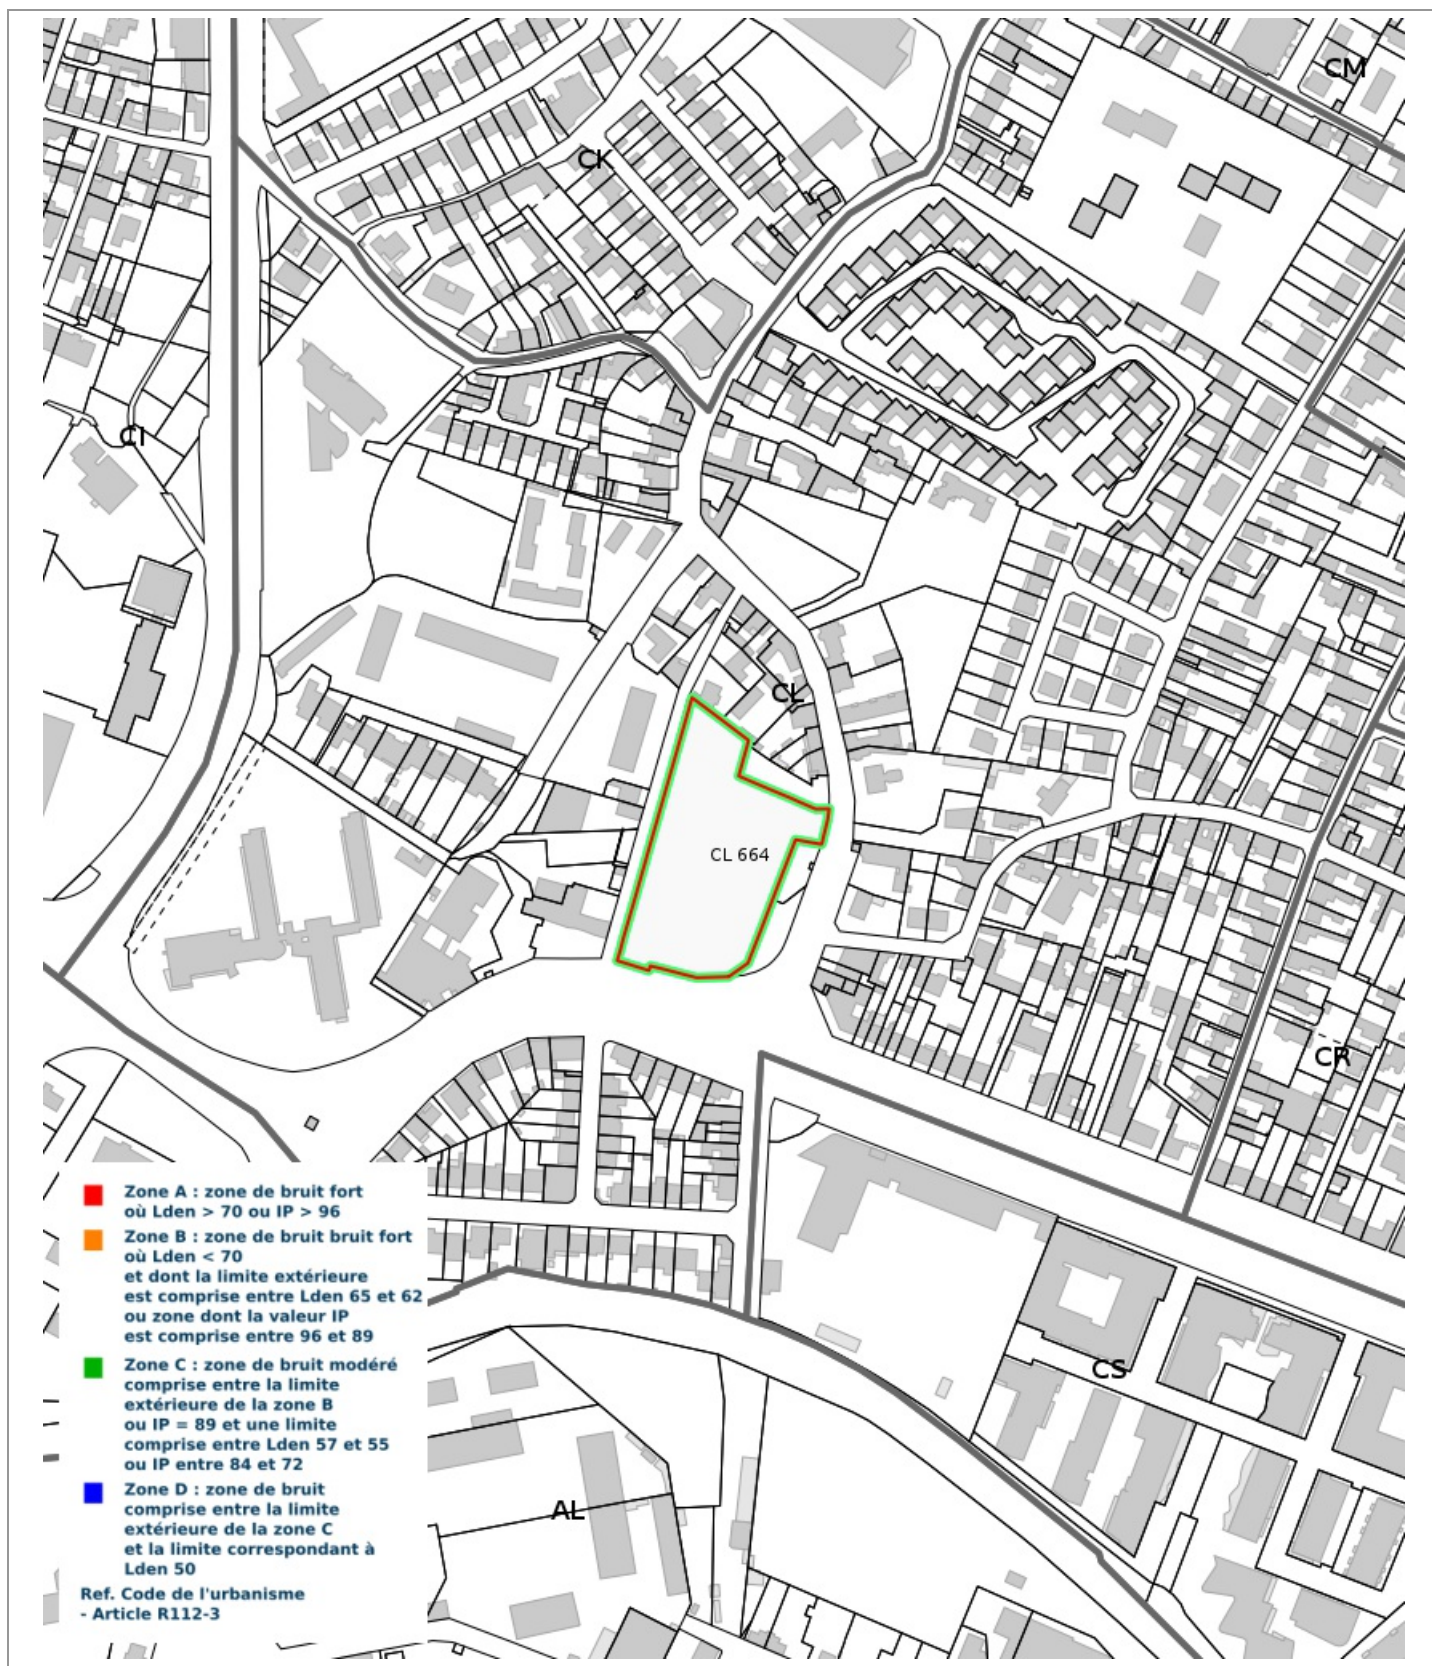 CM
CK
CI
CL
CL 664
CR
CS
AL
Zone A : zone de bruit fort
où Lden > 70 ou IP > 96
Zone B : zone de bruit bruit fort
où Lden < 70
et dont la limite extérieure
est comprise entre Lden 65 et 62
ou zone dont la valeur IP
est comprise entre 96 et 89
Zone C : zone de bruit modéré
comprise entre la limite
extérieure de la zone B
ou IP = 89 et une limite
comprise entre Lden 57 et 55
ou IP entre 84 et 72
Zone D : zone de bruit
comprise entre la limite
extérieure de la zone C
et la limite correspondant à
Lden 50
Ref. Code de l'urbanisme
- Article R112-3